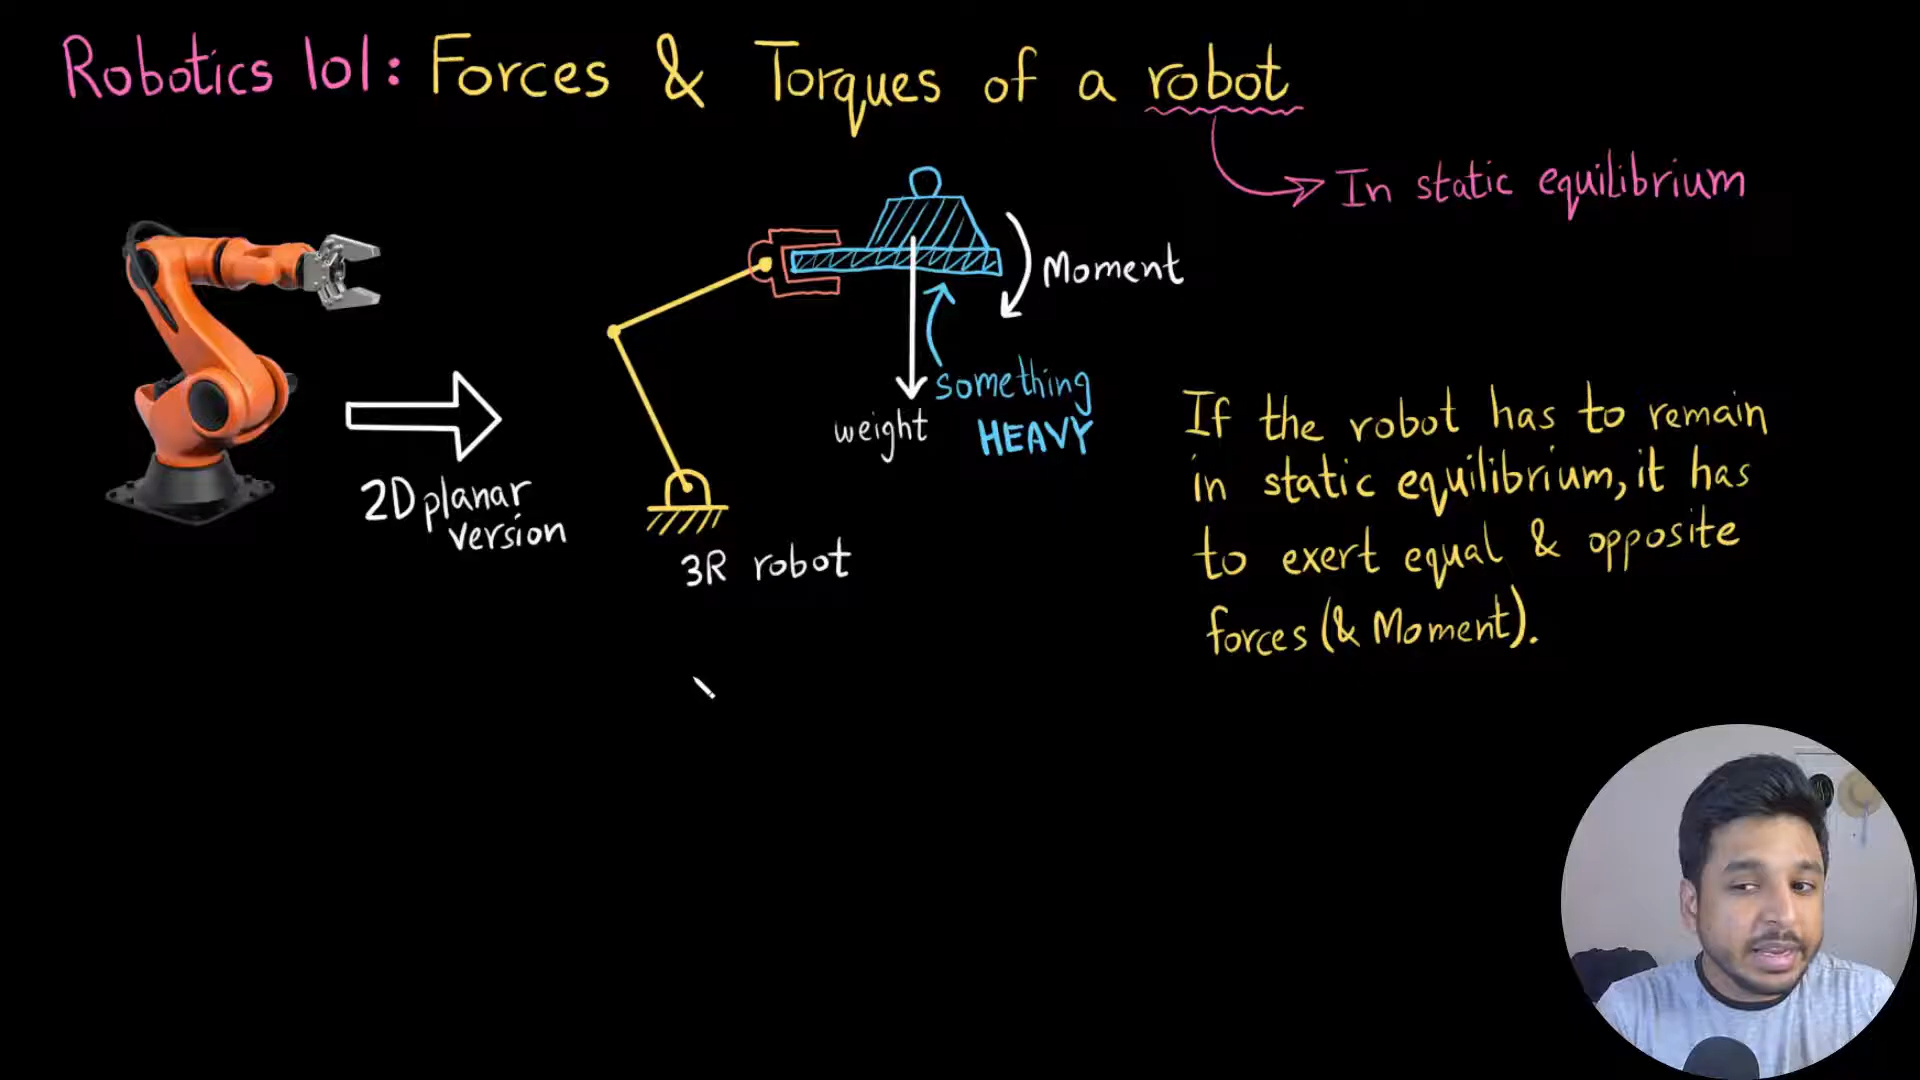 Robotics 101: Forces & Torques of a robot
In static equilibrium
Moment
something
HEAVY
weight
2D planar
version
3R robot
If the robot has to remain
in static equilibrium, it has
to exert equal & opposite
forces (& Moment).